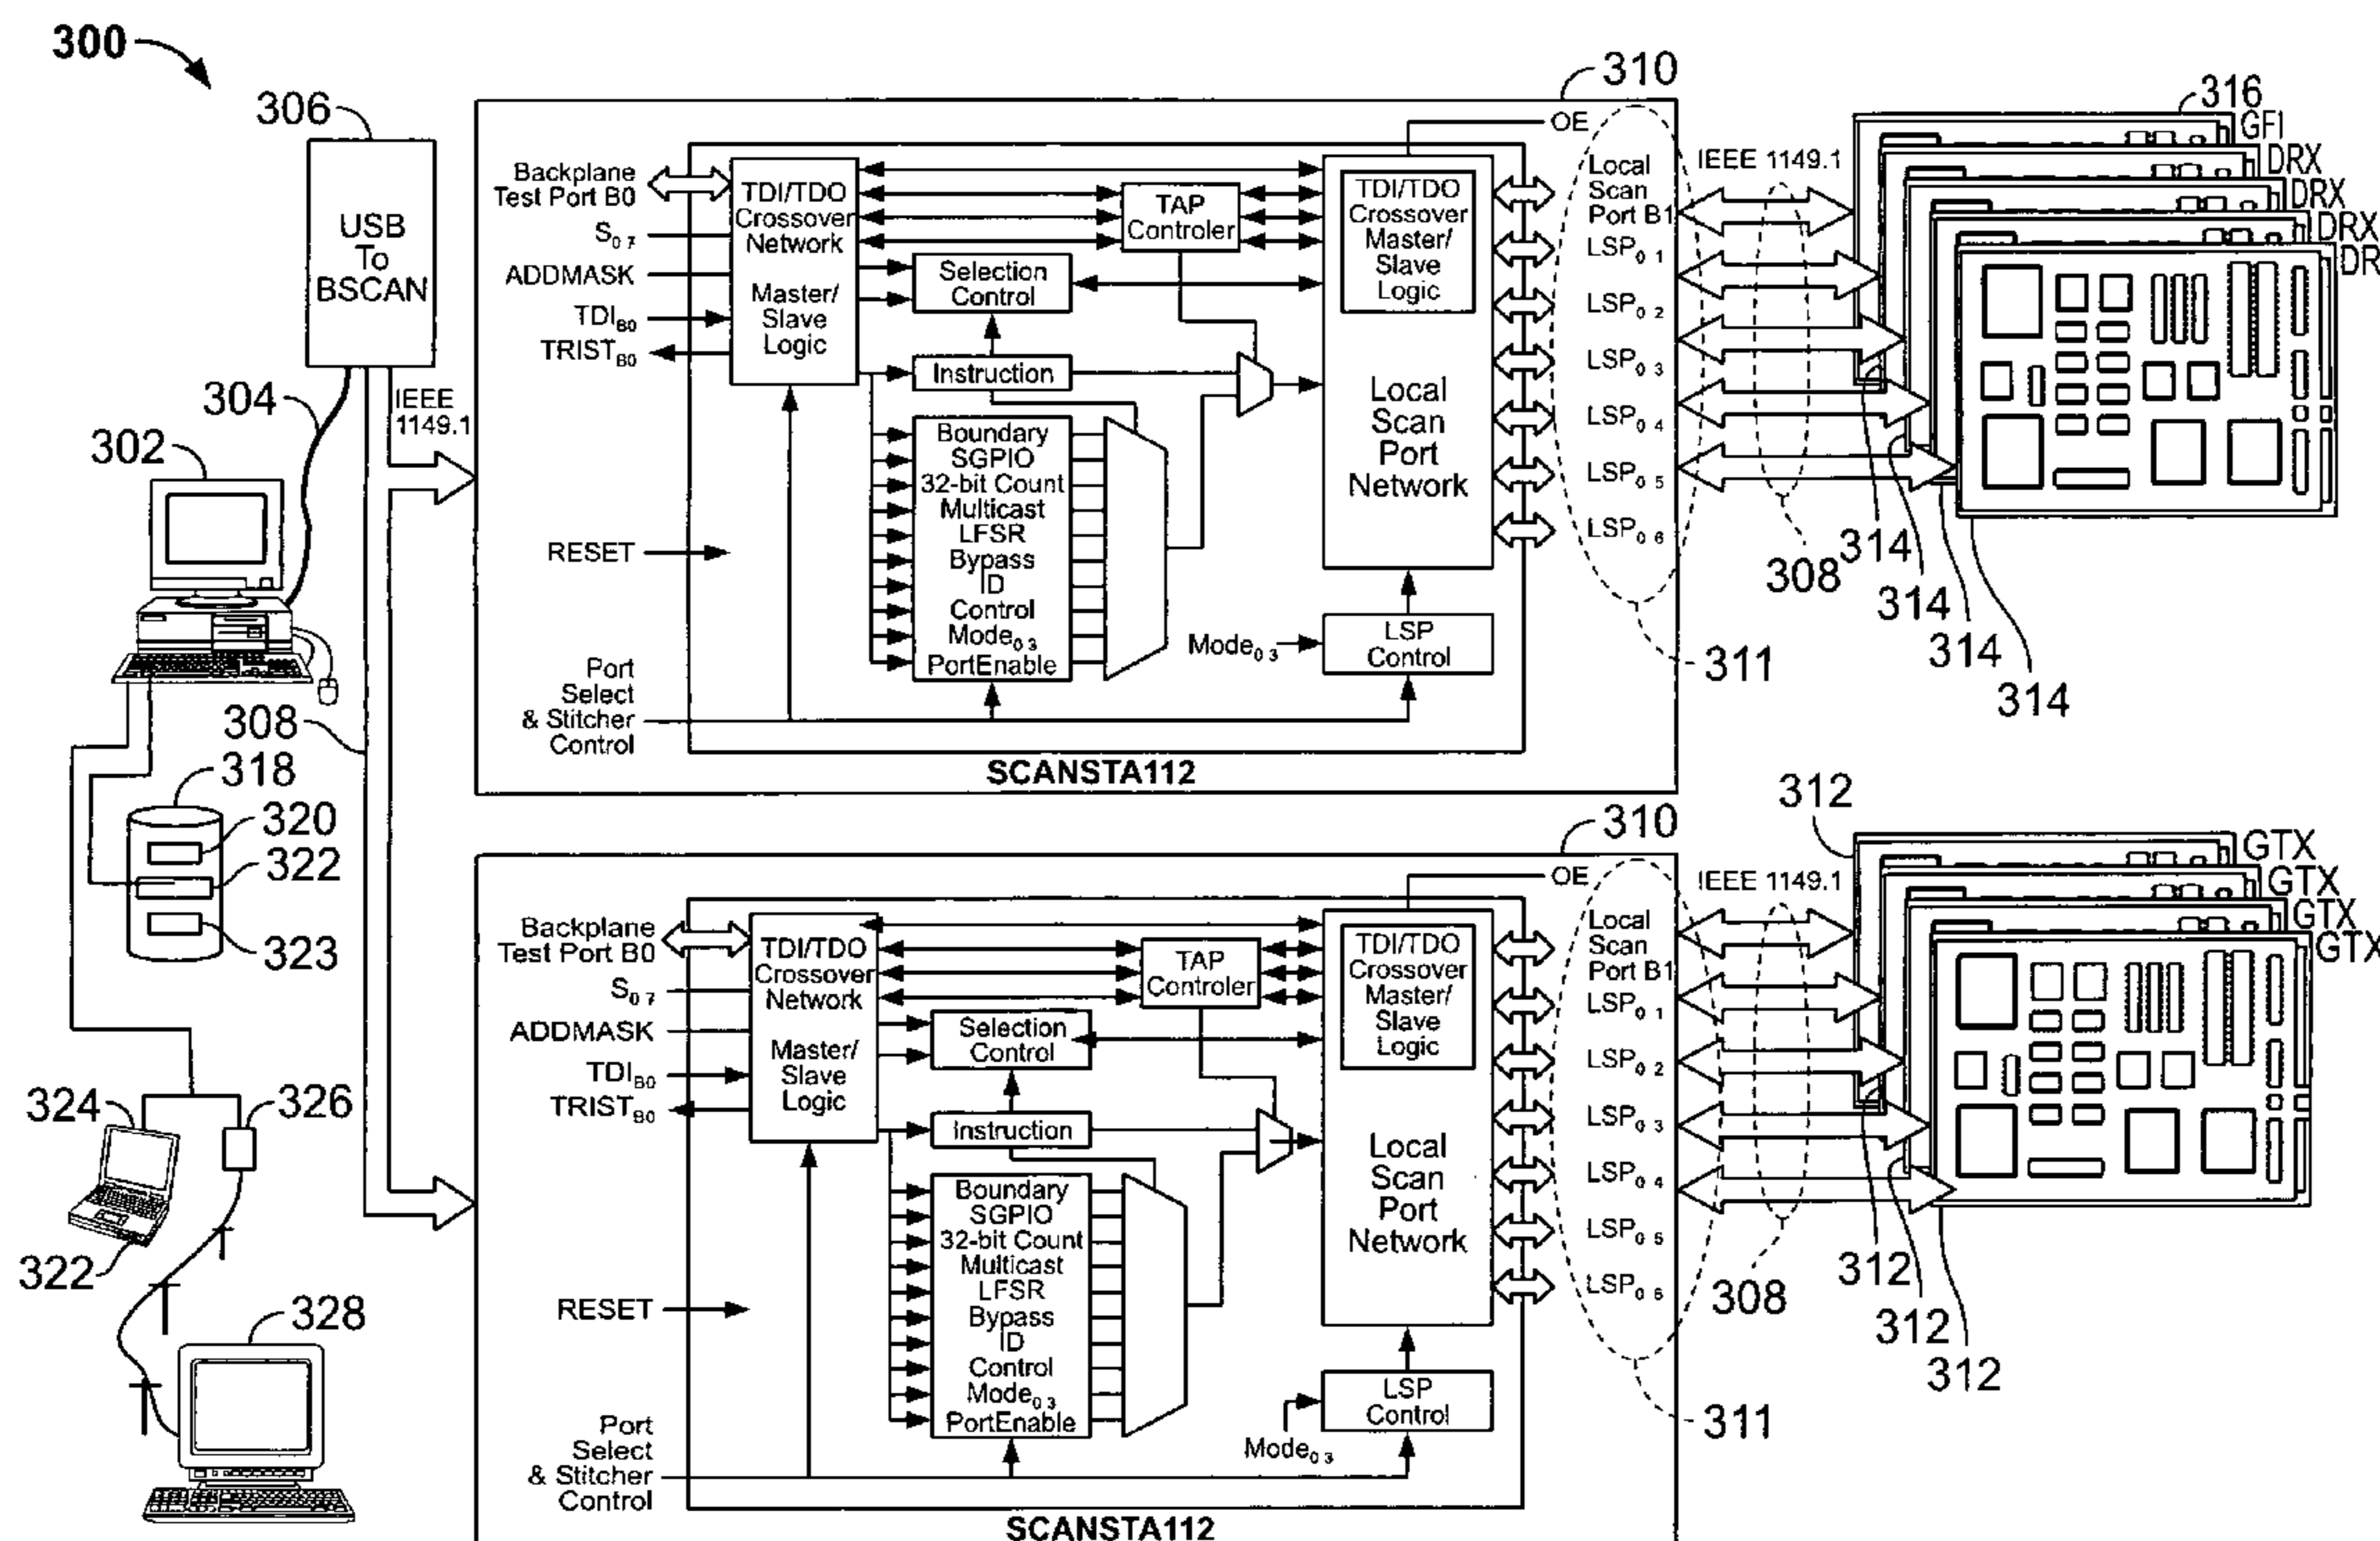 300
306
USB
To
BSCAN
304
302
IEEE
1149.1
308
318
320
322
323
324
326
322
328
310
OE
Backplane
Test Port B0
S0 7
ADDMASK
TDIB0
TRISTB0
RESET
Port
Select
& Stitcher
Control
TDI/TDO
Crossover
Network
Master/
Slave
Logic
TAP
Controler
Selection
Control
Instruction
Boundary
SGPIO
32-bit Count
Multicast
LFSR
Bypass
ID
Control
Mode0 3
PortEnable
TDI/TDO
Crossover
Master/
Slave
Logic
Local
Scan
Port
Network
Mode0 3
LSP
Control
SCANSTA112
Local
Scan
Port B1
LSP0 1
LSP0 2
LSP0 3
LSP0 4
LSP0 5
LSP0 6
311
IEEE 1149.1
308
316
GFI
DRX
DRX
DRX
DR
314
314
314
314
310
OE
Backplane
Test Port B0
S0 7
ADDMASK
TDIB0
TRISTB0
RESET
Port
Select
& Stitcher
Control
TDI/TDO
Crossover
Network
Master/
Slave
Logic
TAP
Controler
Selection
Control
Instruction
Boundary
SGPIO
32-bit Count
Multicast
LFSR
Bypass
ID
Control
Mode0 3
PortEnable
TDI/TDO
Crossover
Master/
Slave
Logic
Local
Scan
Port
Network
LSP
Control
Mode0 3
SCANSTA112
Local
Scan
Port B1
LSP0 1
LSP0 2
LSP0 3
LSP0 4
LSP0 5
LSP0 6
311
IEEE 1149.1
308
312
GTX
GTX
GTX
GTX
312
312
312